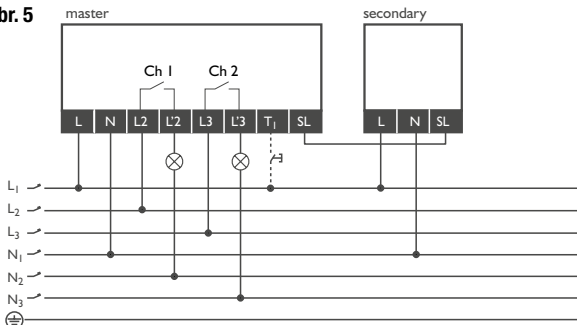 br. 5
master
secondary
Ch 1
Ch 2
L N L2 L'2 L3 L'3 T1 SL
L N SL
L1
L2
L3
N1
N2
N3